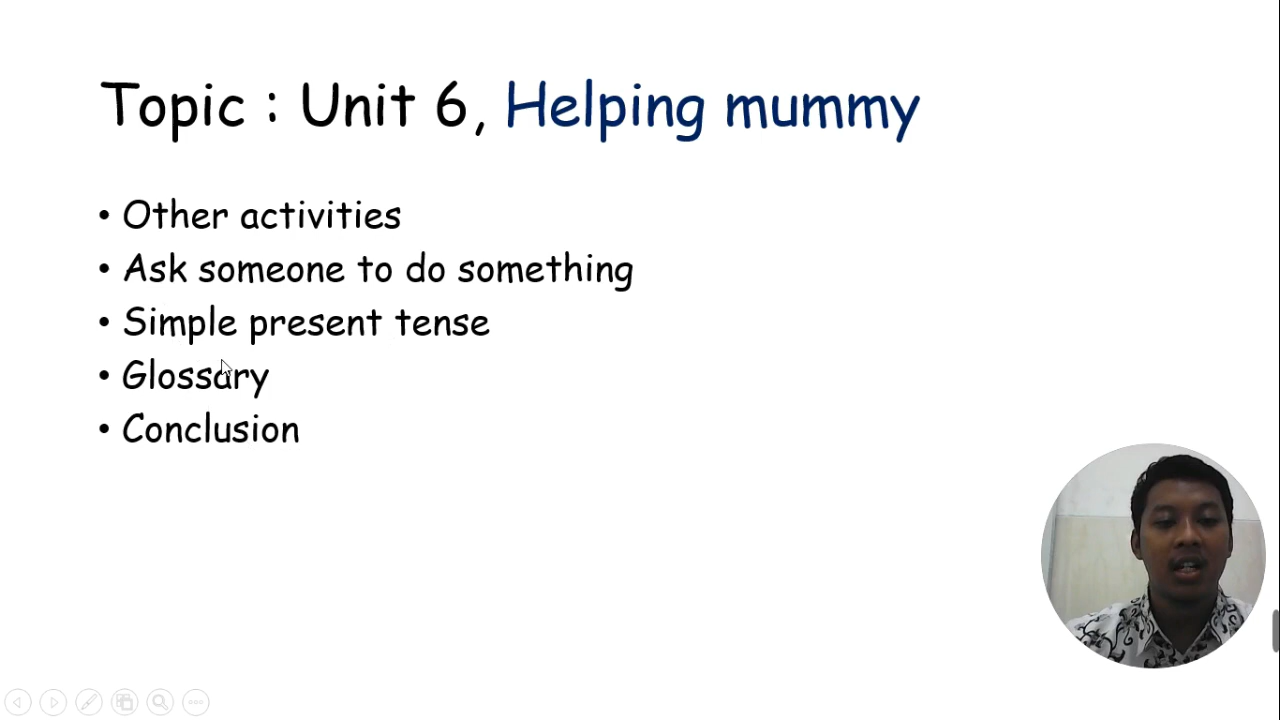 Topic : Unit 6, Helping mummy
• Other activities
• Ask someone to do something
• Simple present tense
• Glossary
• Conclusion